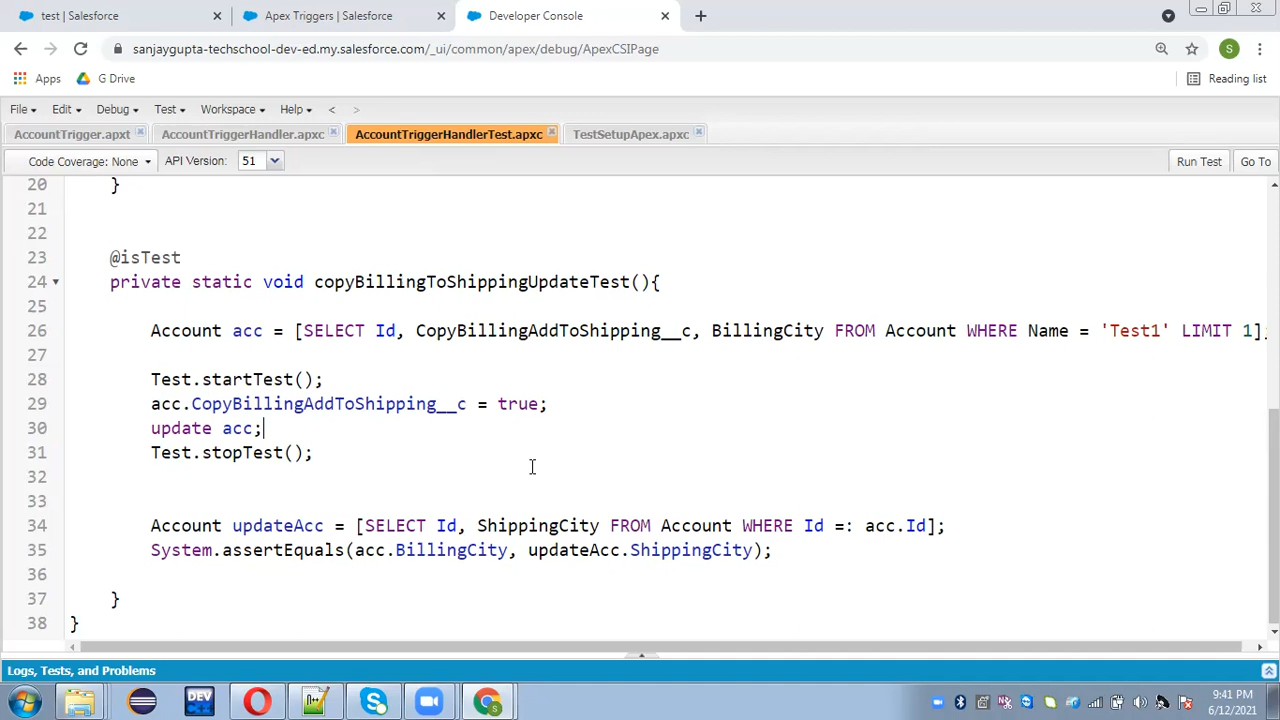 test | Salesforce
Apex Triggers | Salesforce
Developer Console
sanjaygupta-techschool-dev-ed.my.salesforce.com/_ui/common/apex/debug/ApexCSIPage
S
Apps
G Drive
Reading list
File Edit Debug Test Workspace Help < >
AccountTrigger.apxt AccountTriggerHandler.apxc AccountTriggerHandlerTest.apxc TestSetupApex.apxc
Code Coverage: None API Version: 51 Run Test Go To
20 }
21
22
23 @isTest
24 private static void copyBillingToShippingUpdateTest(){
25
26 Account acc = [SELECT Id, CopyBillingAddToShipping__c, BillingCity FROM Account WHERE Name = 'Test1' LIMIT 1];
27
28 Test.startTest();
29 acc.CopyBillingAddToShipping__c = true;
30 update acc;
31 Test.stopTest();
32
33
34 Account updateAcc = [SELECT Id, ShippingCity FROM Account WHERE Id =: acc.Id];
35 System.assertEquals(acc.BillingCity, updateAcc.ShippingCity);
36
37 }
38 }
Logs, Tests, and Problems
DEV
9:41 PM
6/12/2021